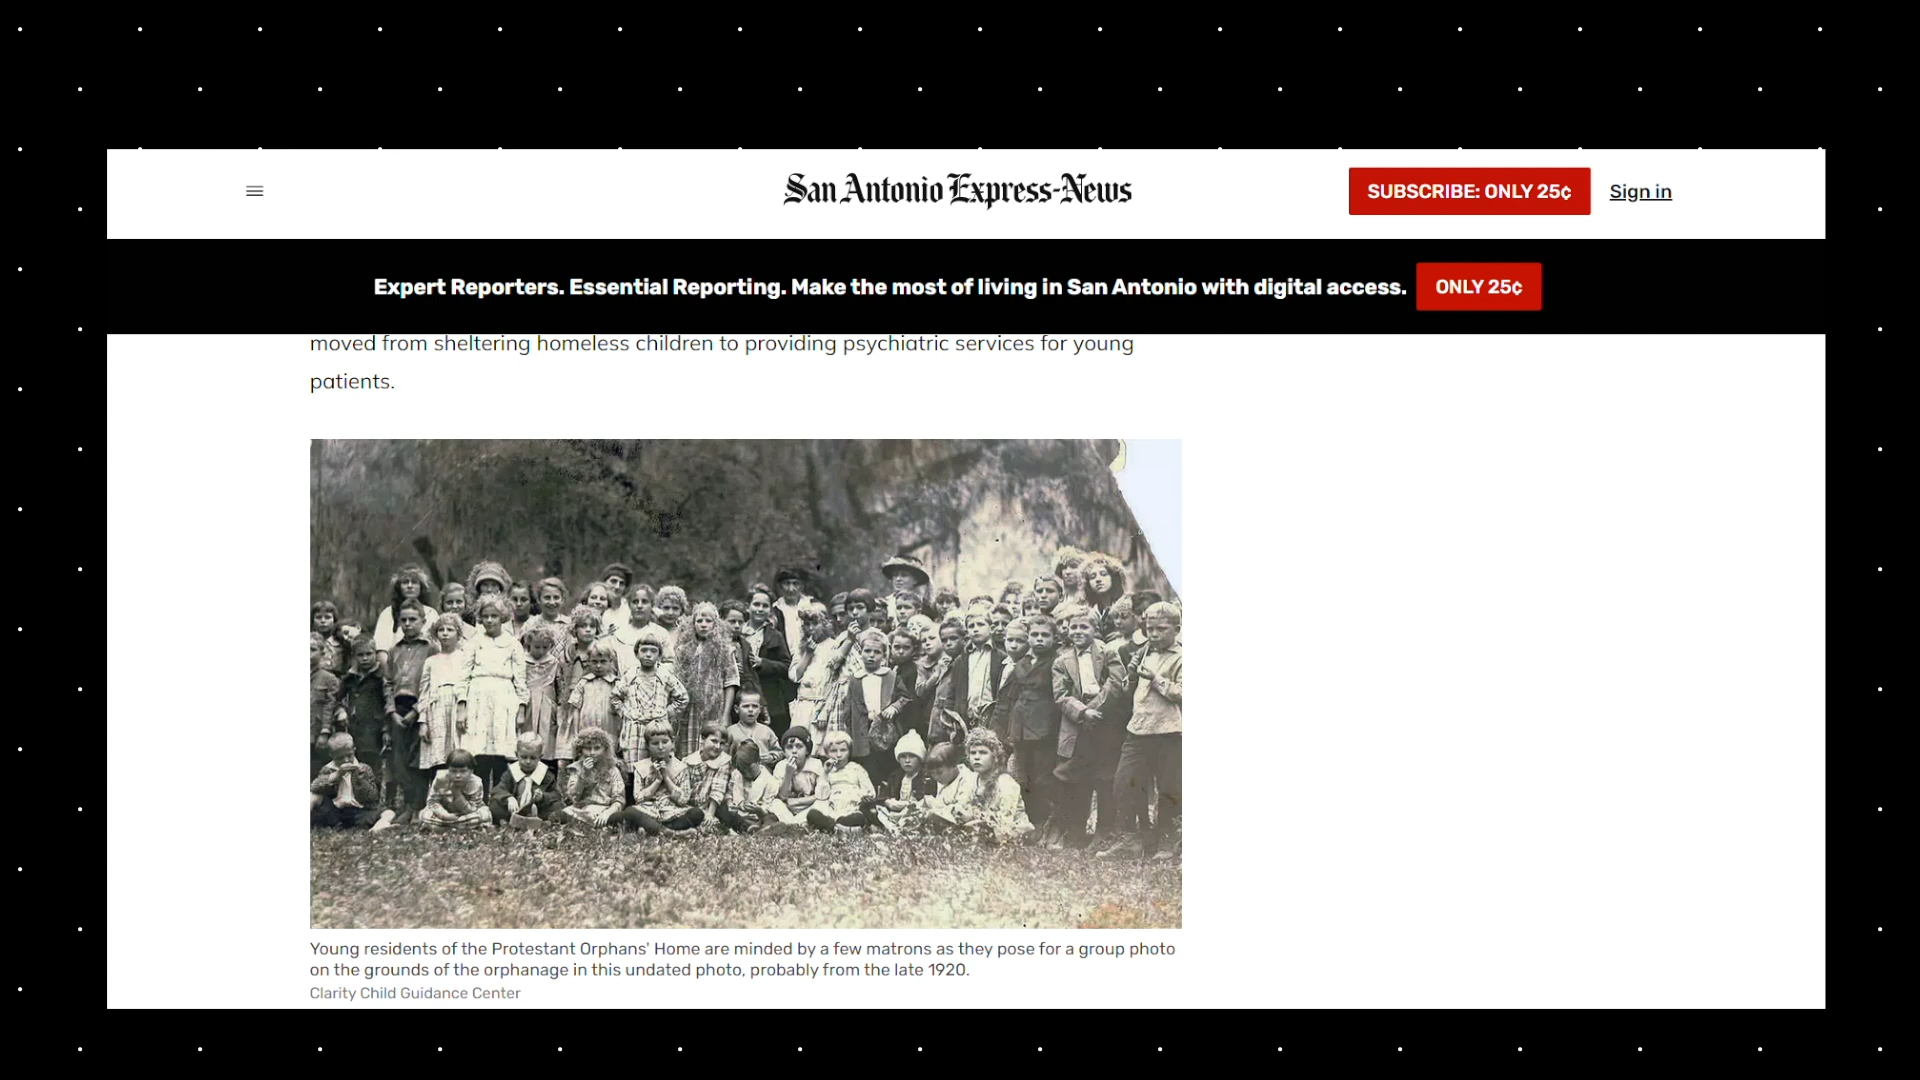 San Antonio Express-News
SUBSCRIBE: ONLY 25¢
Sign in
Expert Reporters. Essential Reporting. Make the most of living in San Antonio with digital access.
ONLY 25¢
moved from sheltering homeless children to providing psychiatric services for young
patients.
Young residents of the Protestant Orphans' Home are minded by a few matrons as they pose for a group photo
on the grounds of the orphanage in this undated photo, probably from the late 1920.
Clarity Child Guidance Center